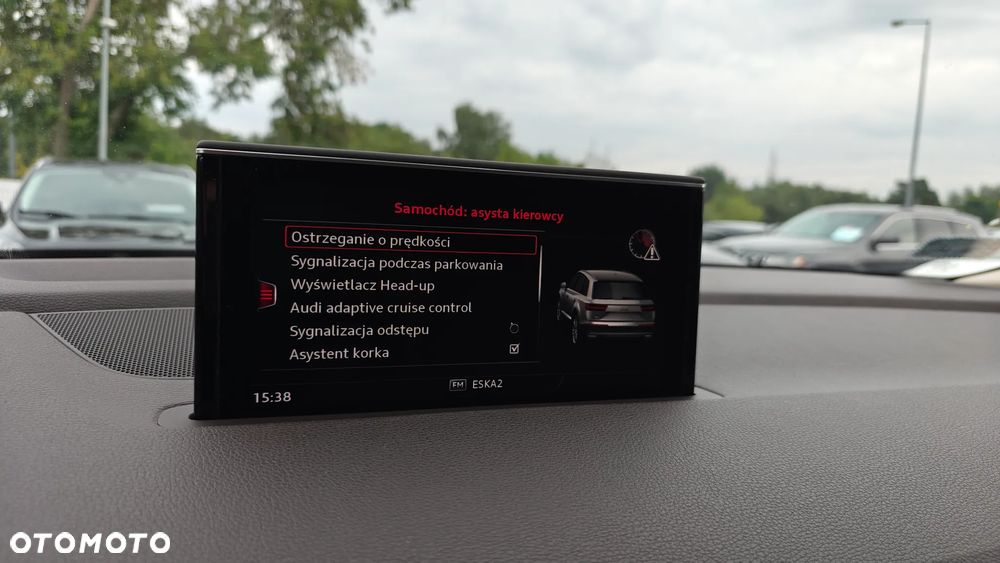 Samochód: asysta kierowcy
Ostrzeganie o prędkości
Sygnalizacja podczas parkowania
Wyświetlacz Head-up
Audi adaptive cruise control
Sygnalizacja odstępu
Asystent korka
15:38 FM ESKA2
OTOMOTO